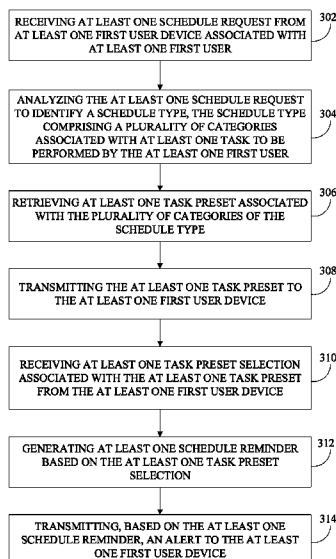 RECEIVING AT LEAST ONE SCHEDULE REQUEST FROM
AT LEAST ONE FIRST USER DEVICE ASSOCIATED WITH
AT LEAST ONE FIRST USER
302
ANALYZING THE AT LEAST ONE SCHEDULE REQUEST
TO IDENTIFY A SCHEDULE TYPE, THE SCHEDULE TYPE
COMPRISING A PLURALITY OF CATEGORIES
ASSOCIATED WITH AT LEAST ONE TASK TO BE
PERFORMED BY THE AT LEAST ONE FIRST USER
304
RETRIEVING AT LEAST ONE TASK PRESET ASSOCIATED
WITH THE PLURALITY OF CATEGORIES OF THE
SCHEDULE TYPE
306
TRANSMITTING THE AT LEAST ONE TASK PRESET TO
THE AT LEAST ONE FIRST USER DEVICE
308
RECEIVING AT LEAST ONE TASK PRESET SELECTION
ASSOCIATED WITH THE AT LEAST ONE TASK PRESET
FROM THE AT LEAST ONE FIRST USER DEVICE
310
GENERATING AT LEAST ONE SCHEDULE REMINDER
BASED ON THE AT LEAST ONE TASK PRESET
SELECTION
312
TRANSMITTING, BASED ON THE AT LEAST ONE
SCHEDULE REMINDER, AN ALERT TO THE AT LEAST
ONE FIRST USER DEVICE
314